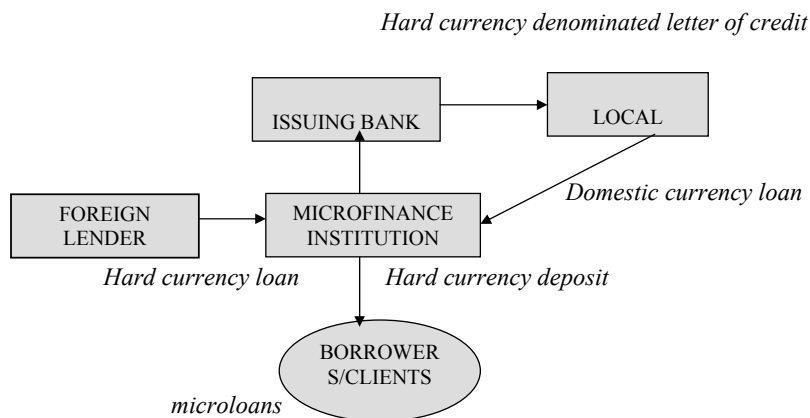 Hard currency denominated letter of credit
ISSUING BANK
LOCAL
Domestic currency loan
FOREIGN
LENDER
MICROFINANCE
INSTITUTION
Hard currency loan
Hard currency deposit
BORROWER
S/CLIENTS
microloans